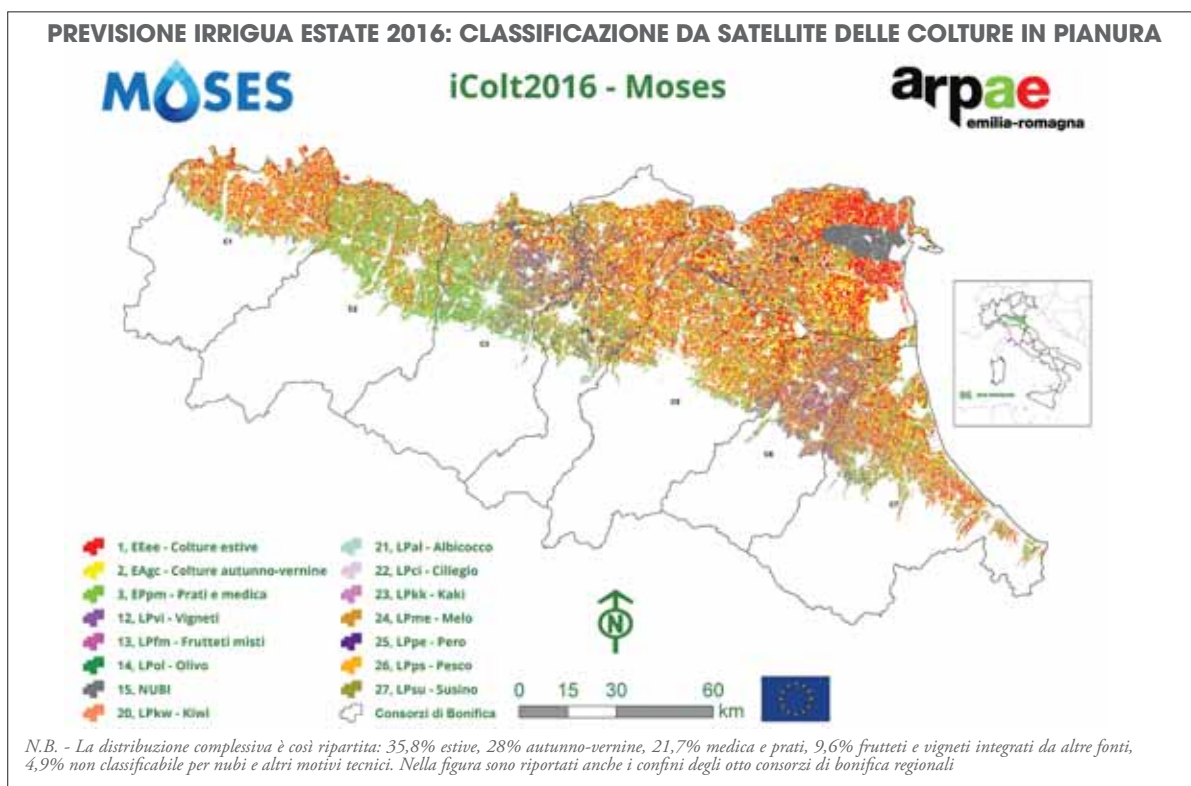 PREVISIONE IRRIGUA ESTATE 2016: CLASSIFICAZIONE DA SATELLITE DELLE COLTURE IN PIANURA
MOSES
iColt2016 - Moses
arpae
emilia-romagna
C1
C2
C3
C5
C6
C7
1, EEee - Colture estive
2, EAgc - Colture autunno-vernine
3, EPpm - Prati e medica
12, LPvi - Vigneti
13, LPfm - Frutteti misti
14, LPol - Olivo
15, NUBI
20, LPkw - Kiwi
21, LPal - Albicocco
22, LPci - Ciliegio
23, LPkk - Kaki
24, LPme - Melo
25, LPpe - Pero
26, LPps - Pesco
27, LPsu - Susino
Consorzi di Bonifica
N
0 15 30 60
km
N.B. - La distribuzione complessiva è così ripartita: 35,8% estive, 28% autunno-vernine, 21,7% medica e prati, 9,6% frutteti e vigneti integrati da altre fonti,
4,9% non classificabile per nubi e altri motivi tecnici. Nella figura sono riportati anche i confini degli otto consorzi di bonifica regionali